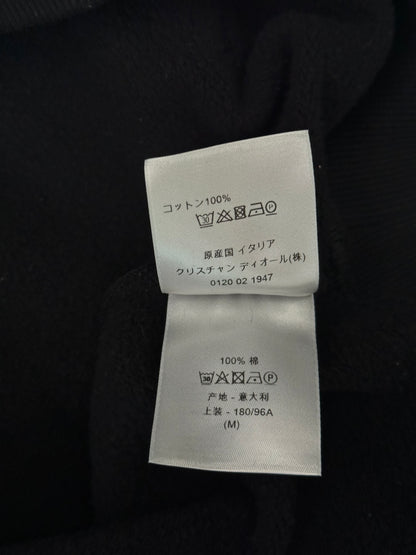 コットン100%
30 P
原産国 イタリア
クリスチャン ディオール(株)
0120 02 1947
100% 棉
30 P
产地 - 意大利
上装 - 180/96A
(M)